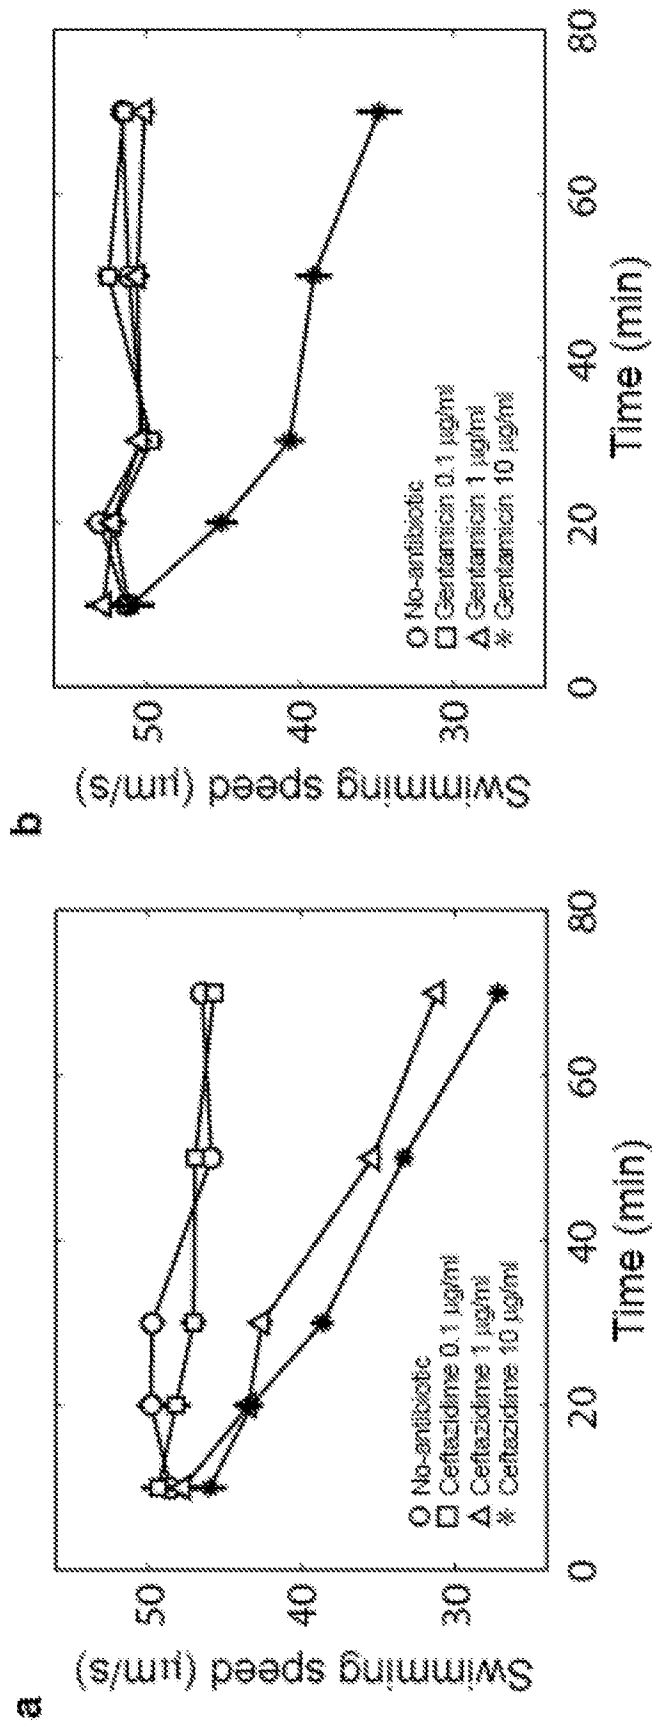 a
Swimming speed (µm/s)
50
40
30
No-antibiotic
Ceftazidime 0.1 µg/ml
Ceftazidime 1 µg/ml
Ceftazidime 10 µg/ml
0
20
40
60
80
Time (min)
b
Swimming speed (µm/s)
50
40
30
No-antibiotic
Gentamicin 0.1 µg/ml
Gentamicin 1 µg/ml
Gentamicin 10 µg/ml
0
20
40
60
80
Time (min)